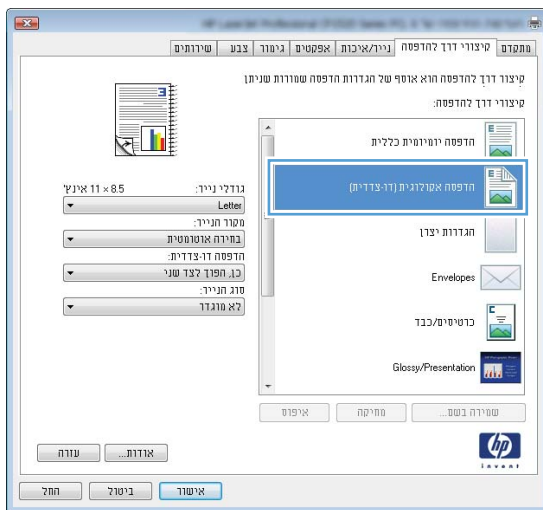 מתקדם קיצורי דרך להדפסה נייר/איכות אפקטים גימור צבע שירותים
קיצור דרך להדפסה הוא אוסף של הגדרות הדפסה שמורות שניתן
קיצורי דרך להדפסה:
הדפסה יומיומית כללית
הדפסה אקולוגית (דו-צדדית)
הגדרות יצרן
Envelopes
כרטיסים/כבד
Glossy/Presentation
שמירה בשם... מחיקה איפוס
3
גודלי נייר: 8.5 × 11 אינץ'
Letter
מקור הנייר:
בחירה אוטומטית
הדפסה דו-צדדית:
כן, הפוך לצד שני
סוג הנייר:
לא מוגדר
hp
invent
אודות... עזרה
אישור ביטול החל